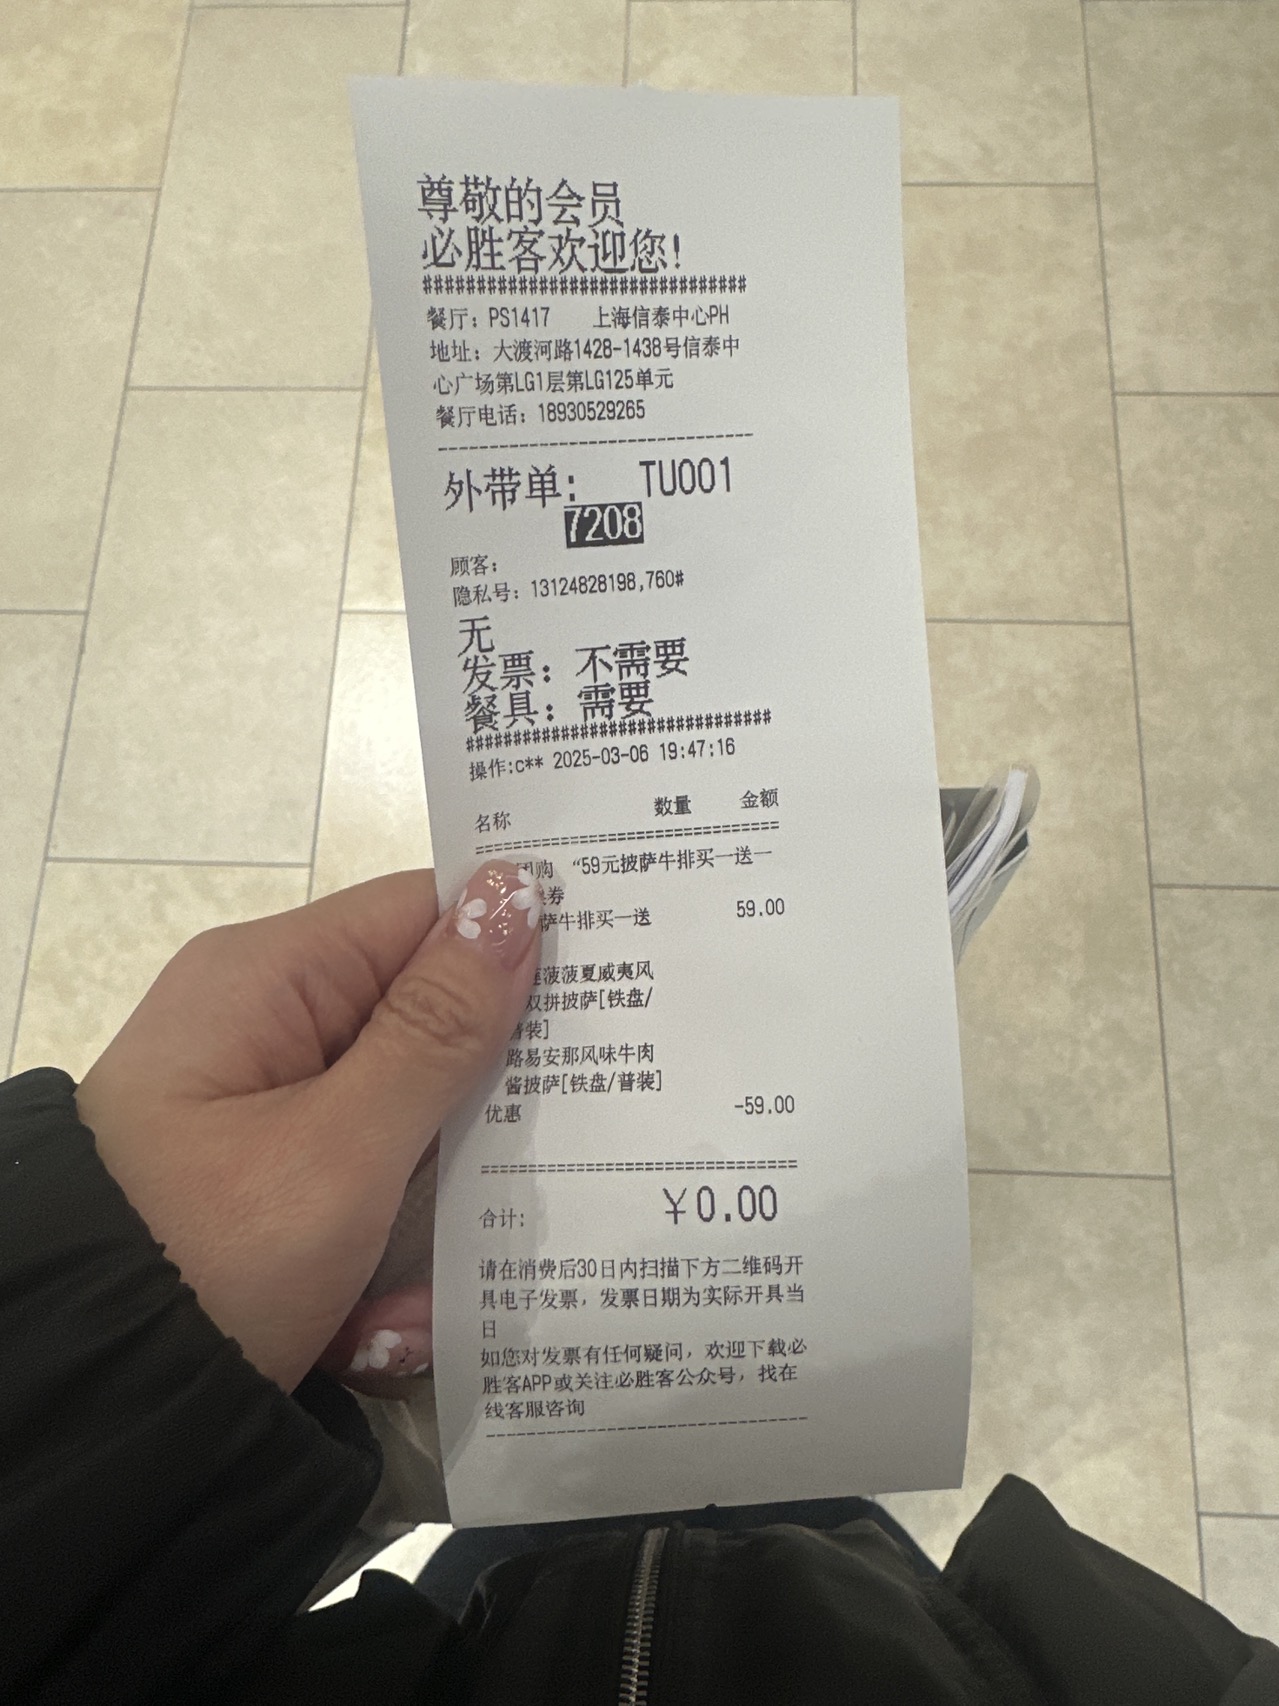 尊敬的会员
必胜客欢迎您!
##############################
餐厅: PS1417 上海信泰中心PH
地址: 大渡河路1428-1438号信泰中
心广场第LG1层第LG125单元
餐厅电话: 18930529265
外带单: TU001
7208
顾客:
隐私号: 13124828198,760#
无
发票: 不需要
餐具: 需要
##############################
操作:c** 2025-03-06 19:47:16
名称 数量 金额
==============================
团购 “59元披萨牛排买一送一
券
萨牛排买一送 59.00
菠菠夏威夷风
双拼披萨[铁盘/
普装]
路易安那风味牛肉
酱披萨[铁盘/普装]
优惠 -59.00
==============================
合计: ¥0.00
请在消费后30日内扫描下方二维码开
具电子发票，发票日期为实际开具当
日
如您对发票有任何疑问，欢迎下载必
胜客APP或关注必胜客公众号，找在
线客服咨询